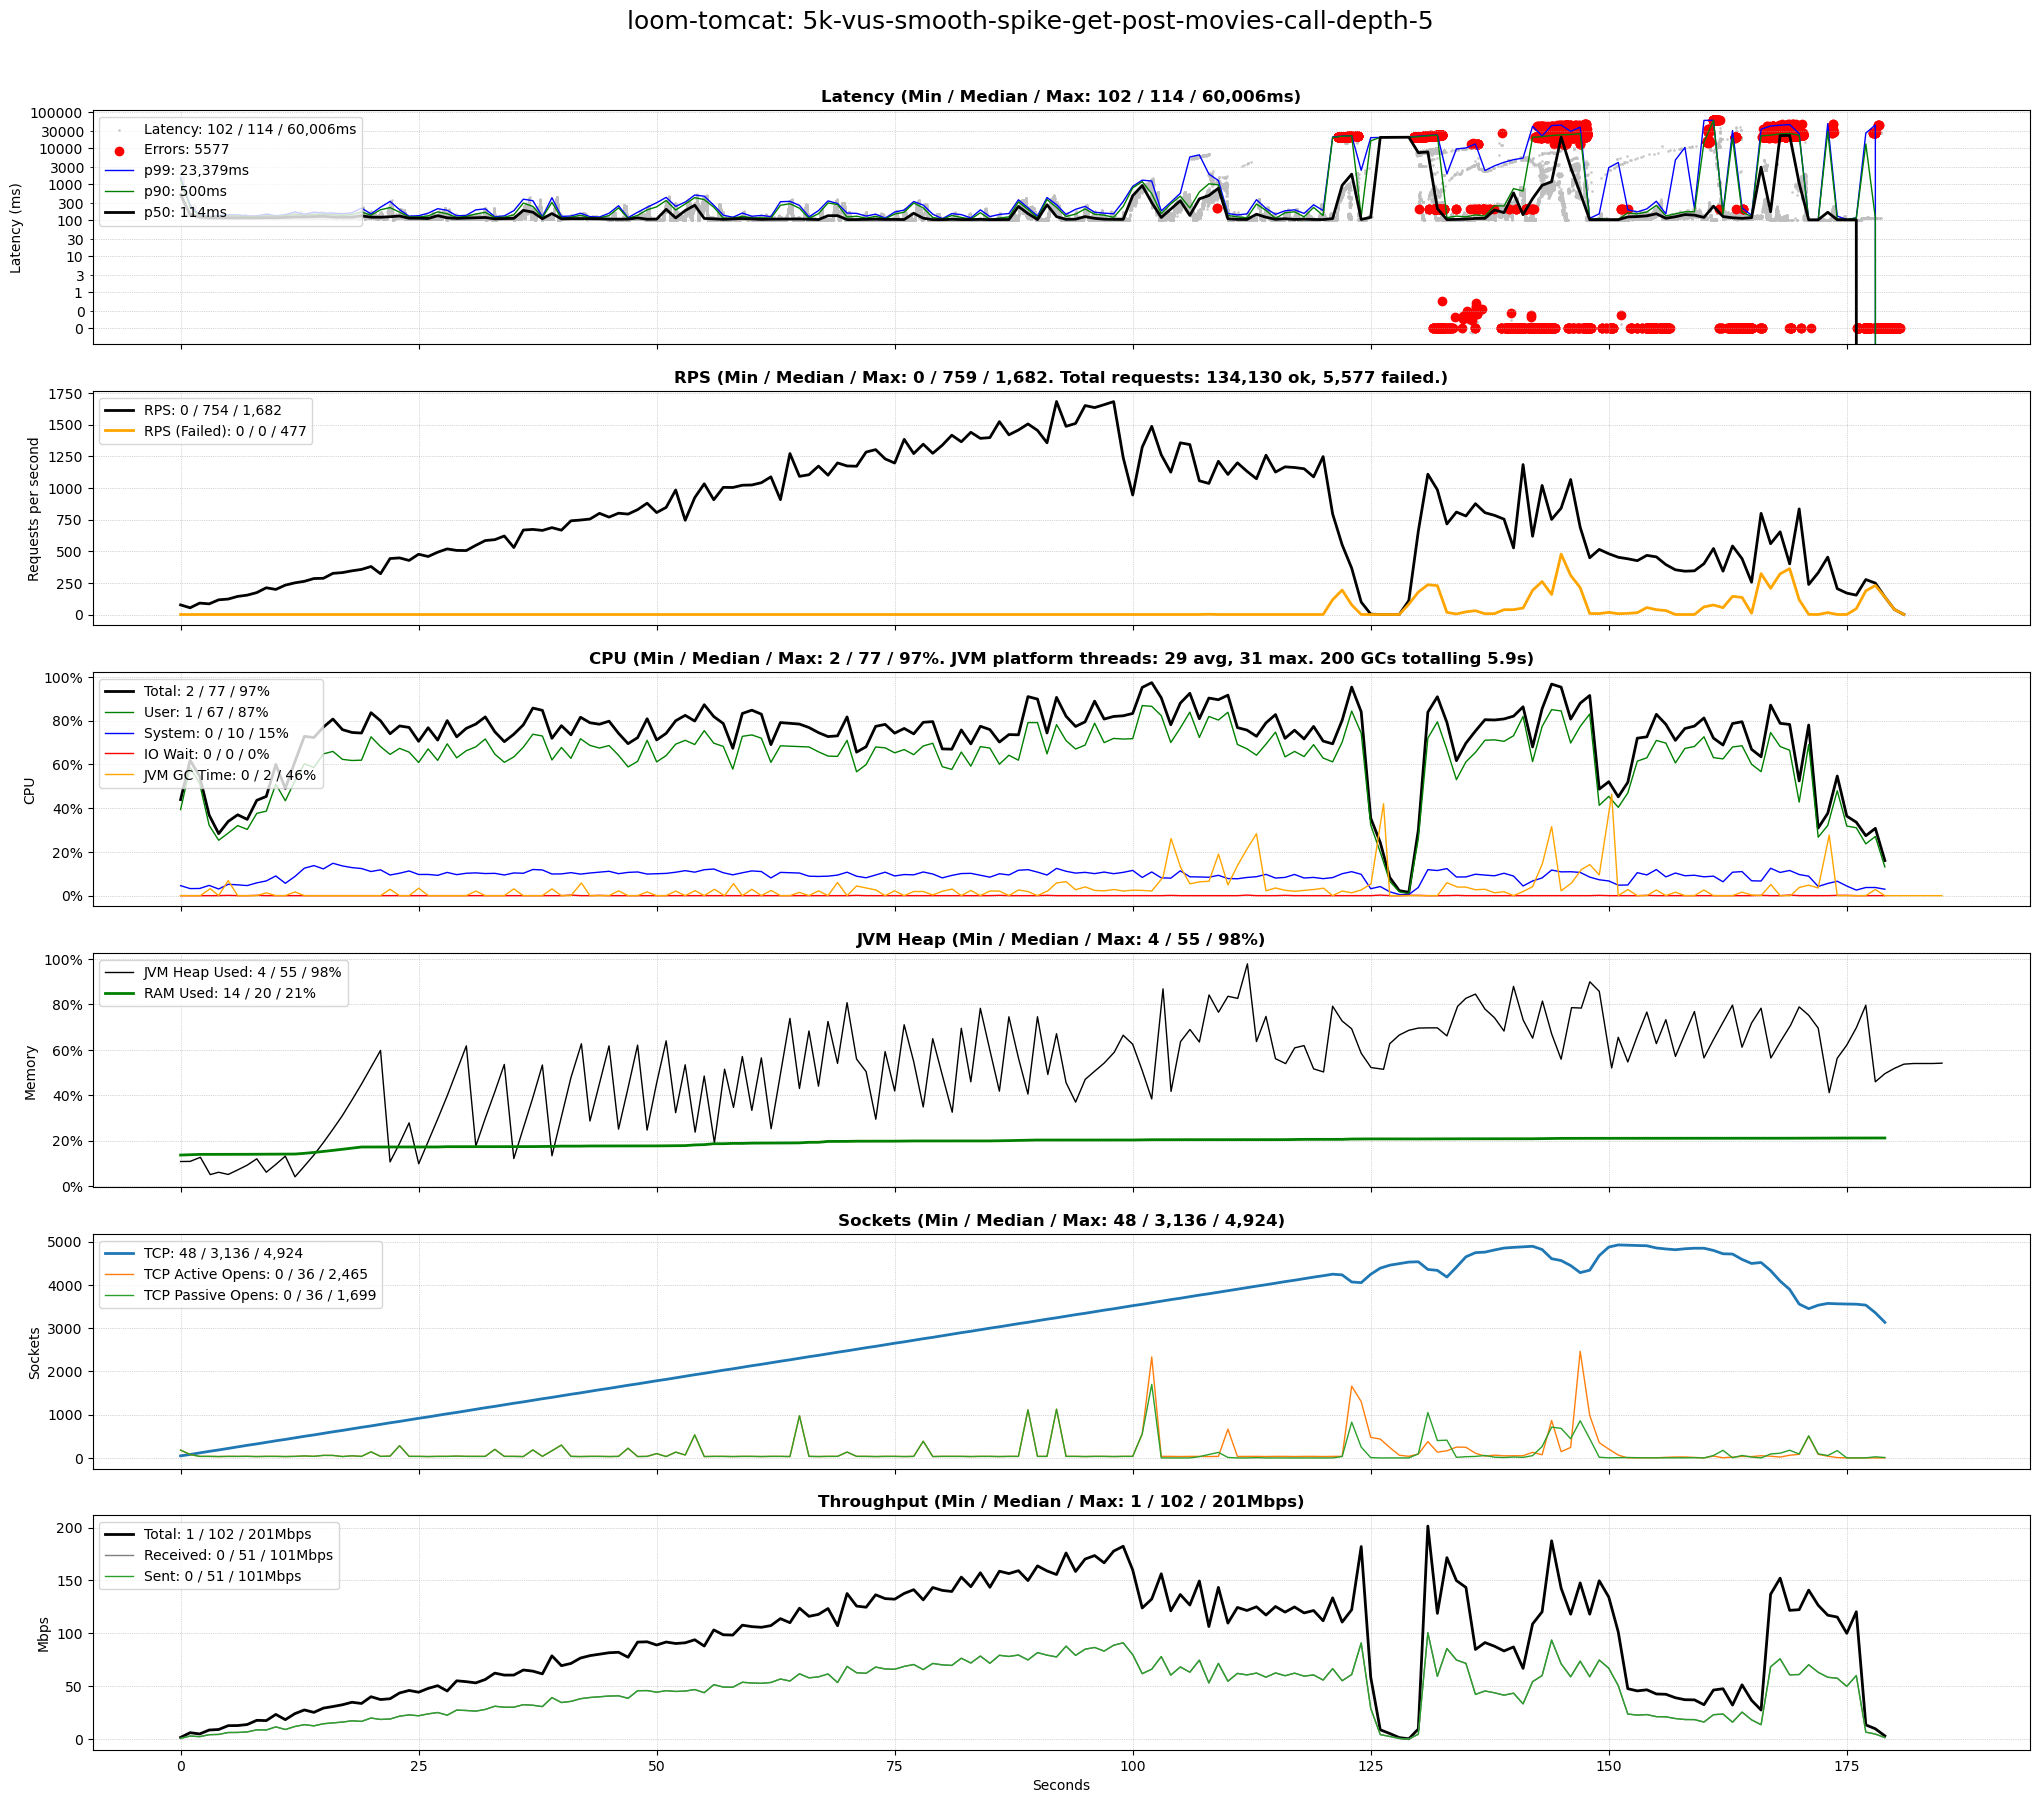 loom-tomcat: 5k-vus-smooth-spike-get-post-movies-call-depth-5
Latency (Min / Median / Max: 102 / 114 / 60,006ms)
Latency (ms)
100000
30000
10000
3000
1000
300
100
30
10
3
1
0
0
Latency: 102 / 114 / 60,006ms
Errors: 5577
p99: 23,379ms
p90: 500ms
p50: 114ms
RPS (Min / Median / Max: 0 / 759 / 1,682. Total requests: 134,130 ok, 5,577 failed.)
Requests per second
1750
1500
1250
1000
750
500
250
0
RPS: 0 / 754 / 1,682
RPS (Failed): 0 / 0 / 477
CPU (Min / Median / Max: 2 / 77 / 97%. JVM platform threads: 29 avg, 31 max. 200 GCs totalling 5.9s)
CPU
100%
80%
60%
40%
20%
0%
Total: 2 / 77 / 97%
User: 1 / 67 / 87%
System: 0 / 10 / 15%
IO Wait: 0 / 0 / 0%
JVM GC Time: 0 / 2 / 46%
JVM Heap (Min / Median / Max: 4 / 55 / 98%)
Memory
100%
80%
60%
40%
20%
0%
JVM Heap Used: 4 / 55 / 98%
RAM Used: 14 / 20 / 21%
Sockets (Min / Median / Max: 48 / 3,136 / 4,924)
Sockets
5000
4000
3000
2000
1000
0
TCP: 48 / 3,136 / 4,924
TCP Active Opens: 0 / 36 / 2,465
TCP Passive Opens: 0 / 36 / 1,699
Throughput (Min / Median / Max: 1 / 102 / 201Mbps)
Mbps
200
150
100
50
0
Total: 1 / 102 / 201Mbps
Received: 0 / 51 / 101Mbps
Sent: 0 / 51 / 101Mbps
0 25 50 75 100 125 150 175
Seconds